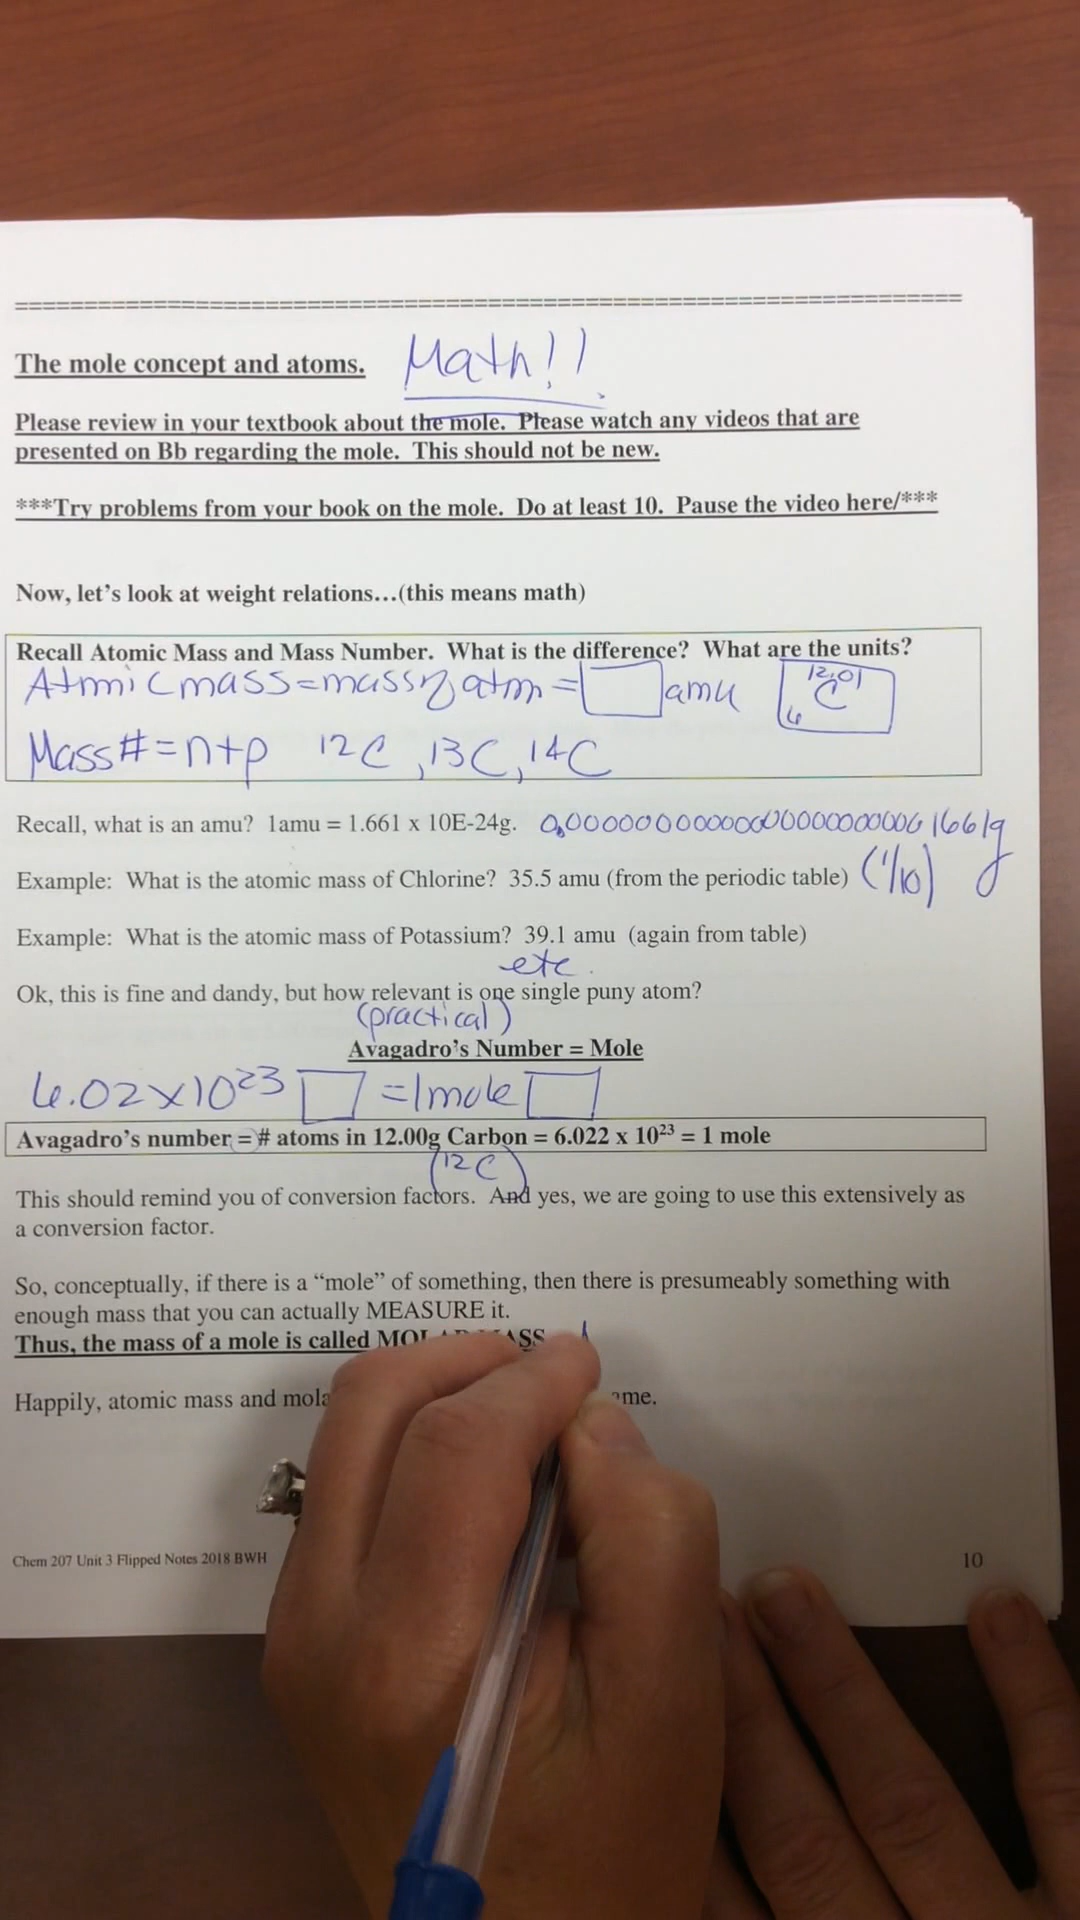 ==================================================================
The mole concept and atoms. Math!!
Please review in your textbook about the mole. Please watch any videos that are
presented on Bb regarding the mole. This should not be new.
***Try problems from your book on the mole. Do at least 10. Pause the video here/***
Now, let's look at weight relations…(this means math)
Recall Atomic Mass and Mass Number. What is the difference? What are the units?
Atmic mass = mass of atm = □ amu 12.01 C 6
Mass # = n+p 12C, 13C, 14C
Recall, what is an amu? 1amu = 1.661 x 10E-24g. 
Example: What is the atomic mass of Chlorine? 35.5 amu (from the periodic table) (1/10)
Example: What is the atomic mass of Potassium? 39.1 amu (again from table)
etc.
Ok, this is fine and dandy, but how relevant is one single puny atom?
(practical)
Avagadro's Number = Mole
6.02x10²³ □ = 1 mole □
Avagadro's number = # atoms in 12.00g Carbon = 6.022 x 10²³ = 1 mole
(12C)
This should remind you of conversion factors. And yes, we are going to use this extensively as
a conversion factor.
So, conceptually, if there is a “mole” of something, then there is presumeably something with
enough mass that you can actually MEASURE it.
Thus, the mass of a mole is called MOLAR MASS
Happily, atomic mass and mola ame.
Chem 207 Unit 3 Flipped Notes 2018 BWH 10